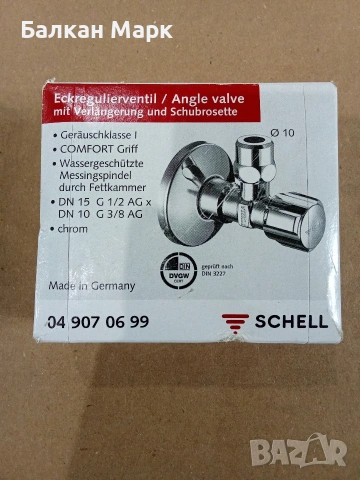 Балкан Марк
Eckregulierventil / Angle valve
mit Verlängerung und Schubrosette
• Geräuschklasse I
• COMFORT Griff
• Wassergeschützte
Messingspindel
durch Fettkammer
• DN 15 G 1/2 AG x
DN 10 G 3/8 AG
• chrom
Ø 10
DVGW
CERT
geprüft nach
DIN 3227
Made in Germany
04 907 06 99
SCHELL
BAZAR